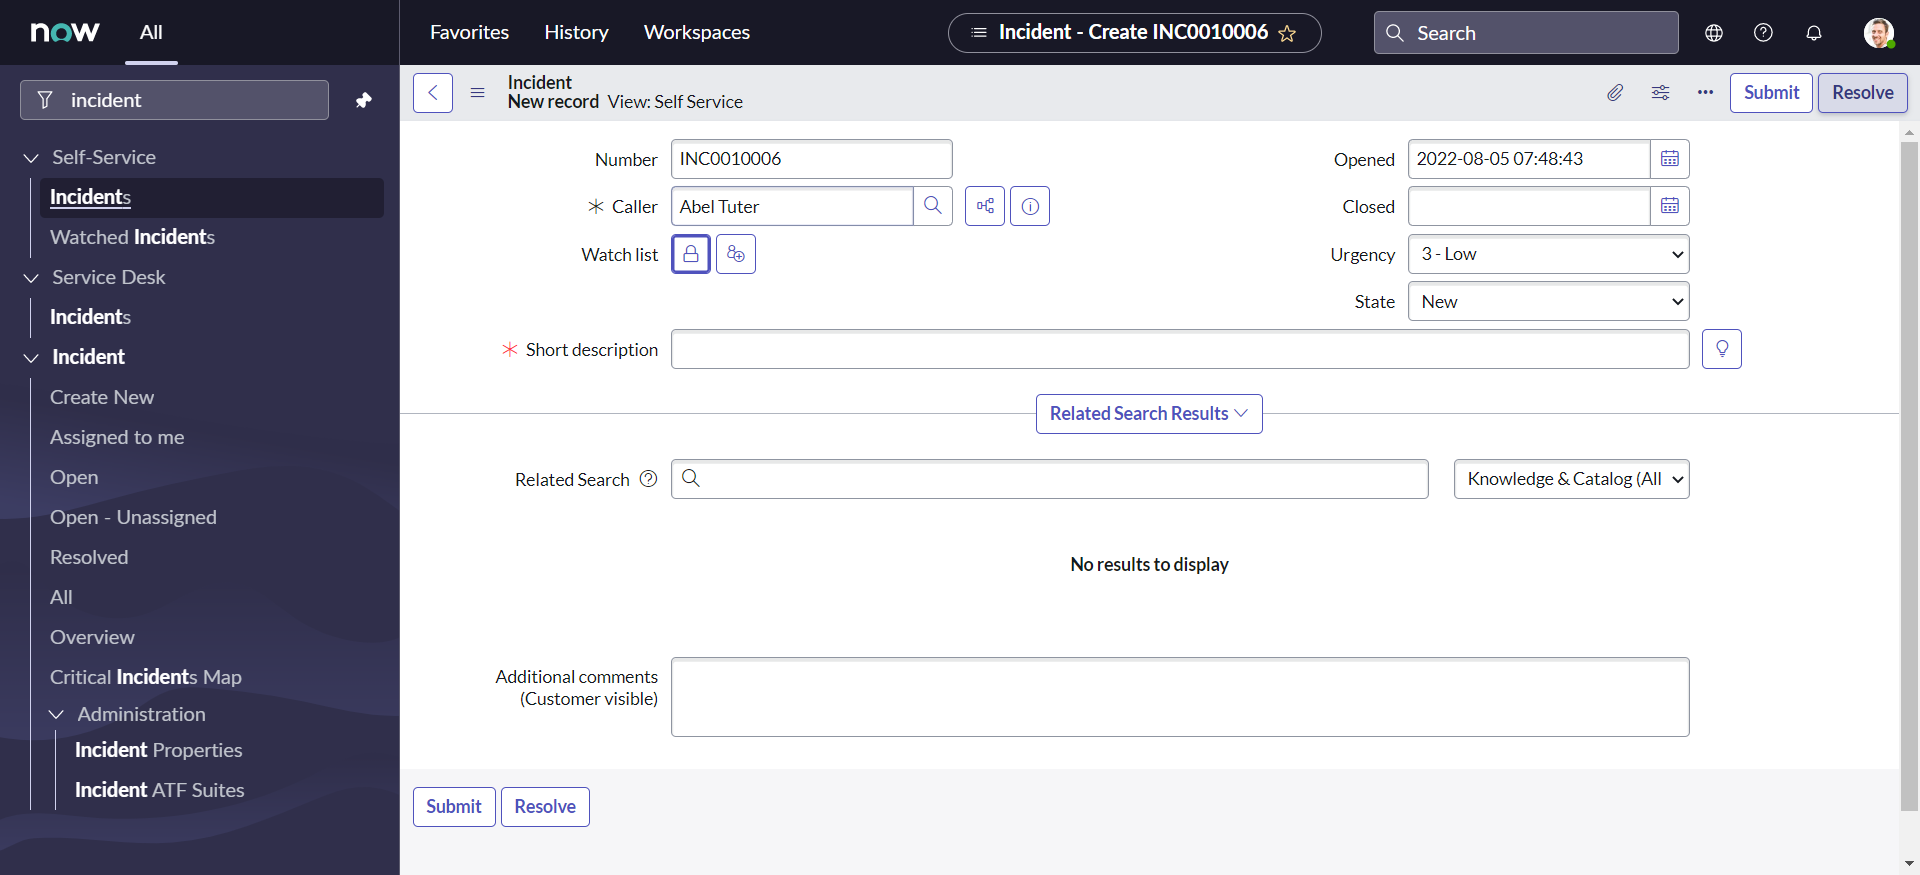 now All Favorites History Workspaces Incident - Create INC0010006 Search
incident
Self-Service
Incidents
Watched Incidents
Service Desk
Incidents
Incident
Create New
Assigned to me
Open
Open - Unassigned
Resolved
All
Overview
Critical Incidents Map
Administration
Incident Properties
Incident ATF Suites
Incident
New record View: Self Service
Submit Resolve
Number INC0010006
Opened 2022-08-05 07:48:43
Caller Abel Tuter
Closed
Watch list
Urgency 3 - Low
State New
Short description
Related Search Results
Related Search Knowledge & Catalog (All
No results to display
Additional comments
(Customer visible)
Submit Resolve